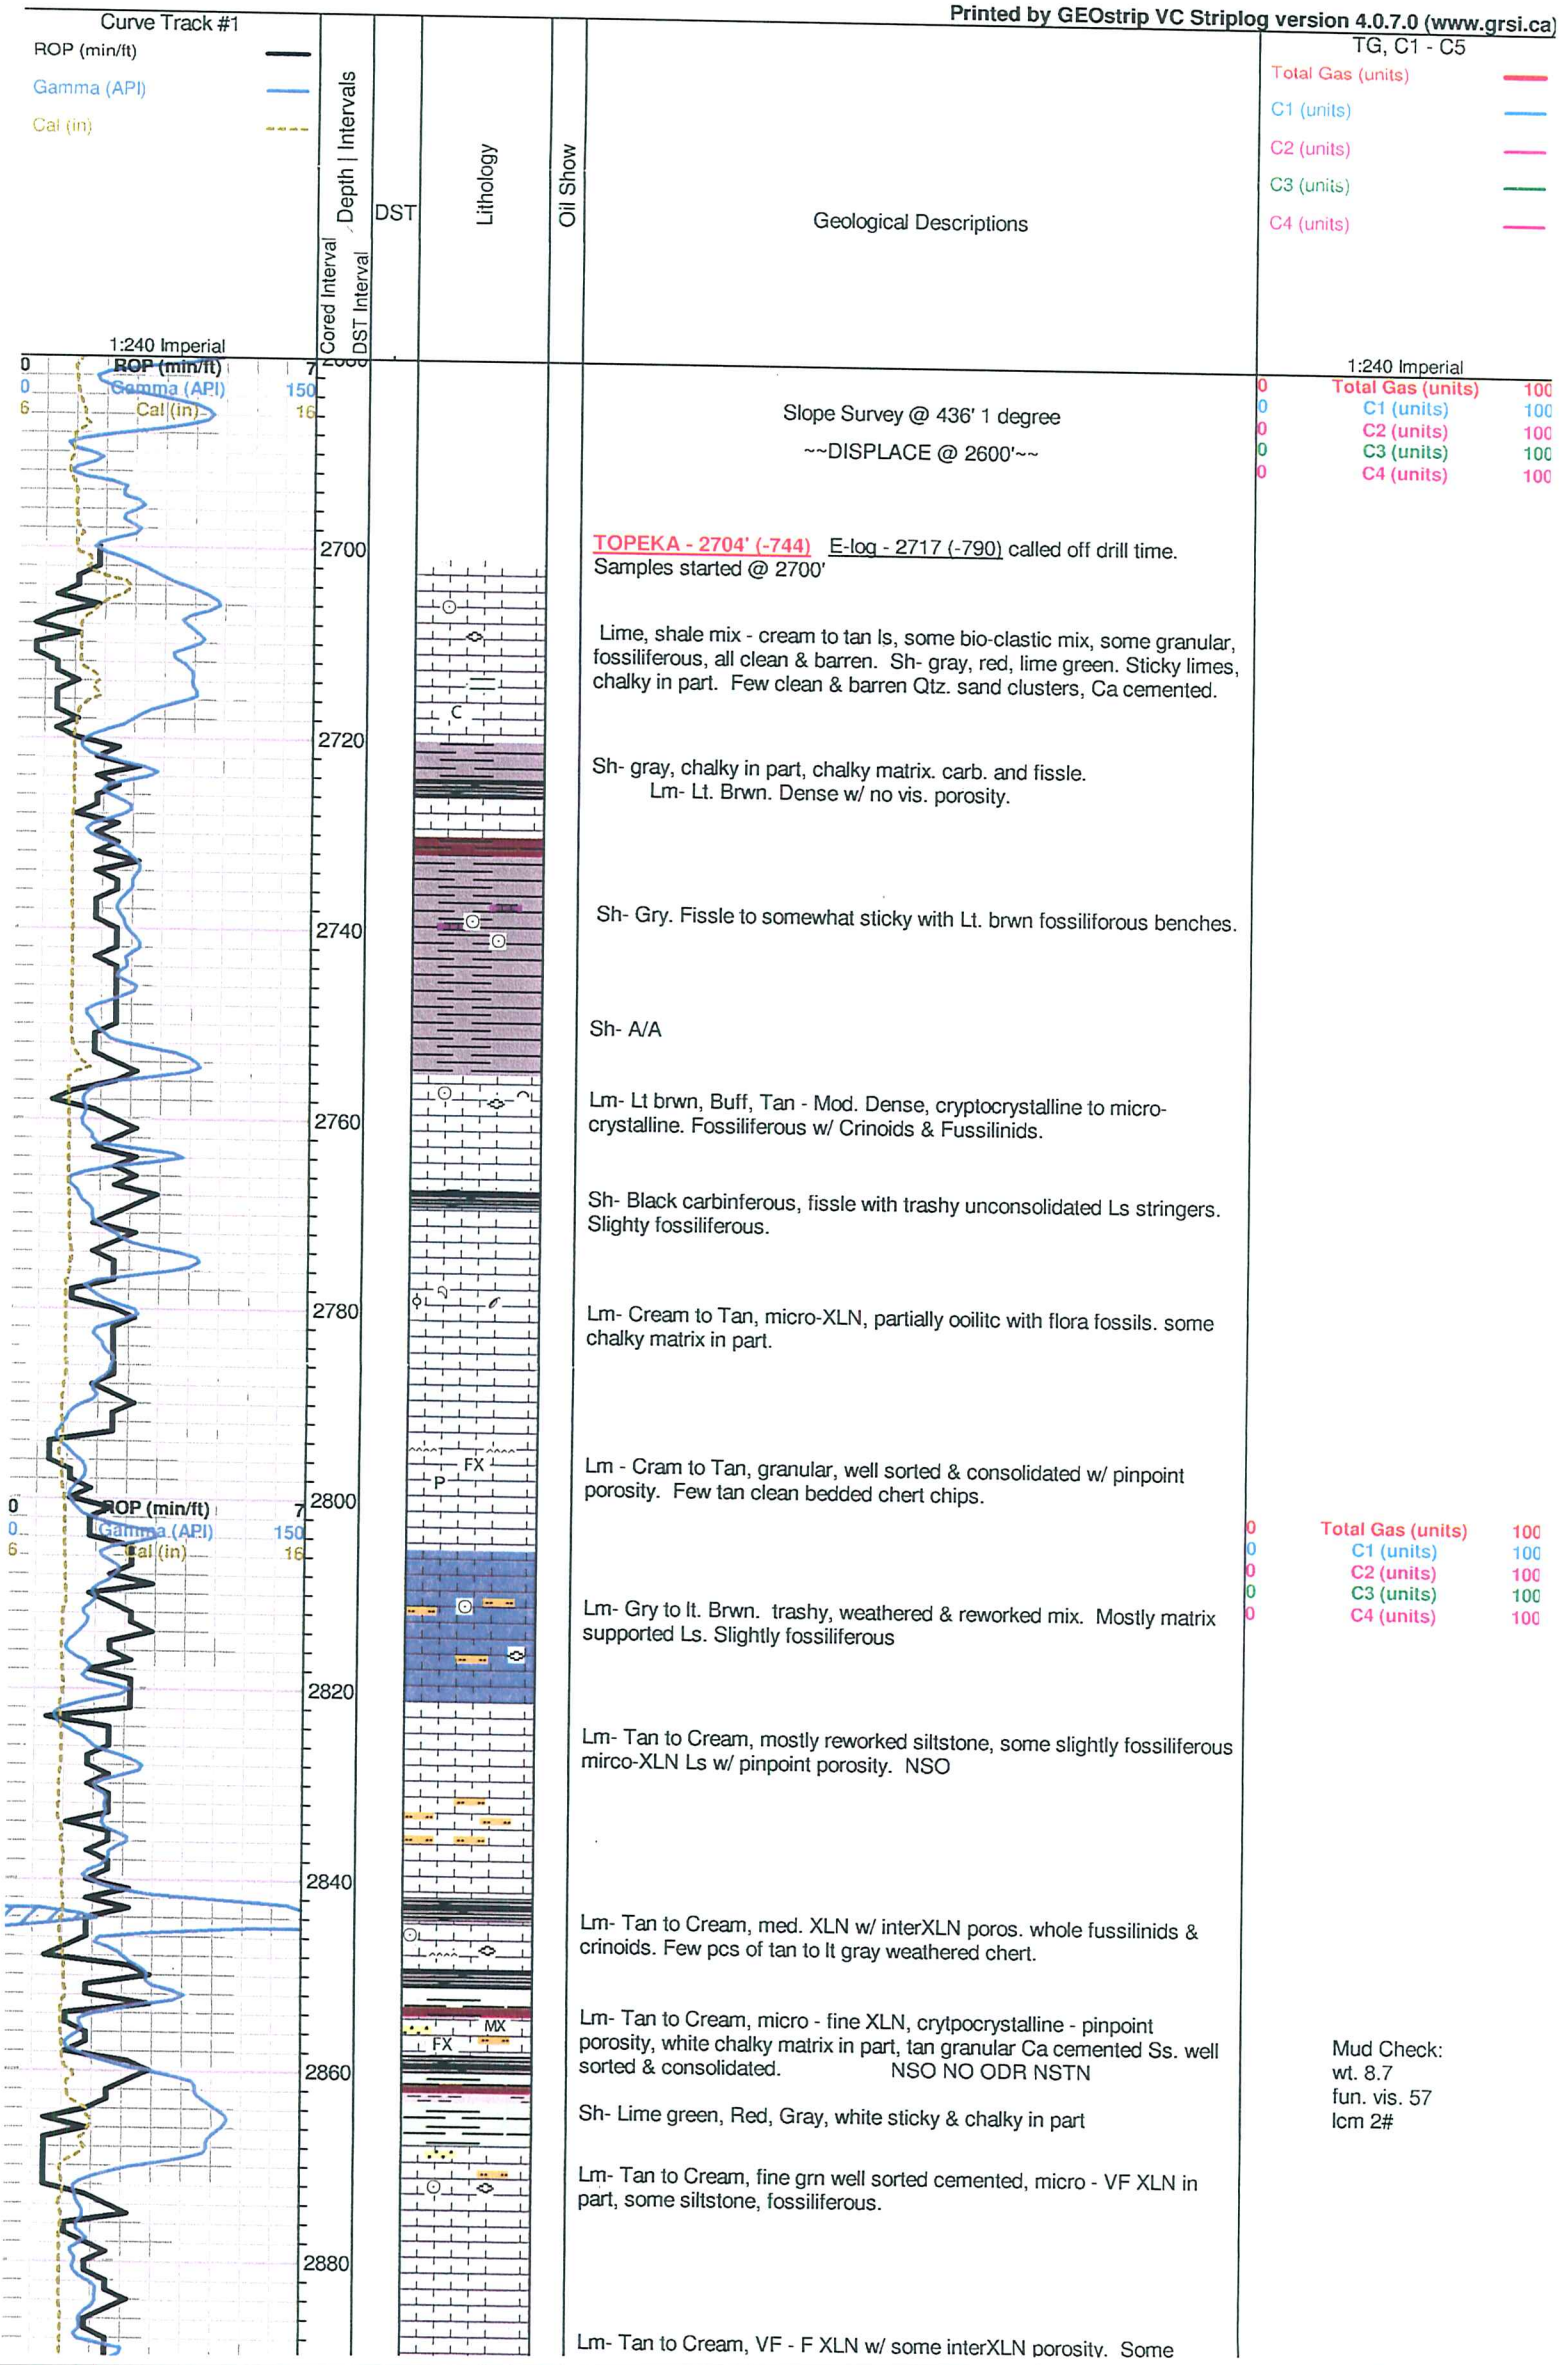 Printed by GEOstrip VC Striplog version 4.0.7.0 (www.grsi.ca)
Curve Track #1
ROP (min/ft)
Gamma (API)
Cal (in)
Cored Interval
Depth | Intervals
DST Interval
DST
Lithology
Oil Show
Geological Descriptions
TG, C1 - C5
Total Gas (units)
C1 (units)
C2 (units)
C3 (units)
C4 (units)
1:240 Imperial
1:240 Imperial
0 ROP (min/ft) 7
0 Gamma (API) 150
6 Cal (in) 16
0 Total Gas (units) 100
0 C1 (units) 100
0 C2 (units) 100
0 C3 (units) 100
0 C4 (units) 100
Slope Survey @ 436' 1 degree
~~DISPLACE @ 2600'~~
2700
TOPEKA - 2704' (-744) E-log - 2717 (-790) called off drill time.
Samples started @ 2700'
Lime, shale mix - cream to tan ls, some bio-clastic mix, some granular,
fossiliferous, all clean & barren. Sh- gray, red, lime green. Sticky limes,
chalky in part. Few clean & barren Qtz. sand clusters, Ca cemented.
C
2720
Sh- gray, chalky in part, chalky matrix. carb. and fissle.
Lm- Lt. Brwn. Dense w/ no vis. porosity.
Sh- Gry. Fissle to somewhat sticky with Lt. brwn fossiliforous benches.
2740
Sh- A/A
Lm- Lt brwn, Buff, Tan - Mod. Dense, cryptocrystalline to micro-
crystalline. Fossiliferous w/ Crinoids & Fussilinids.
2760
Sh- Black carbinferous, fissle with trashy unconsolidated Ls stringers.
Slighty fossiliferous.
2780
Lm- Cream to Tan, micro-XLN, partially ooilitc with flora fossils. some
chalky matrix in part.
FX
P
Lm - Cram to Tan, granular, well sorted & consolidated w/ pinpoint
porosity. Few tan clean bedded chert chips.
2800
0 ROP (min/ft) 7
0 Gamma (API) 150
6 Cal (in) 16
0 Total Gas (units) 100
0 C1 (units) 100
0 C2 (units) 100
0 C3 (units) 100
0 C4 (units) 100
Lm- Gry to lt. Brwn. trashy, weathered & reworked mix. Mostly matrix
supported Ls. Slightly fossiliferous
2820
Lm- Tan to Cream, mostly reworked siltstone, some slightly fossiliferous
mirco-XLN Ls w/ pinpoint porosity. NSO
2840
Lm- Tan to Cream, med. XLN w/ interXLN poros. whole fussilinids &
crinoids. Few pcs of tan to lt gray weathered chert.
MX
FX
Lm- Tan to Cream, micro - fine XLN, crytpocrystalline - pinpoint
porosity, white chalky matrix in part, tan granular Ca cemented Ss. well
sorted & consolidated. NSO NO ODR NSTN
2860
Mud Check:
wt. 8.7
fun. vis. 57
lcm 2#
Sh- Lime green, Red, Gray, white sticky & chalky in part
Lm- Tan to Cream, fine grn well sorted cemented, micro - VF XLN in
part, some siltstone, fossiliferous.
2880
Lm- Tan to Cream, VF - F XLN w/ some interXLN porosity. Some